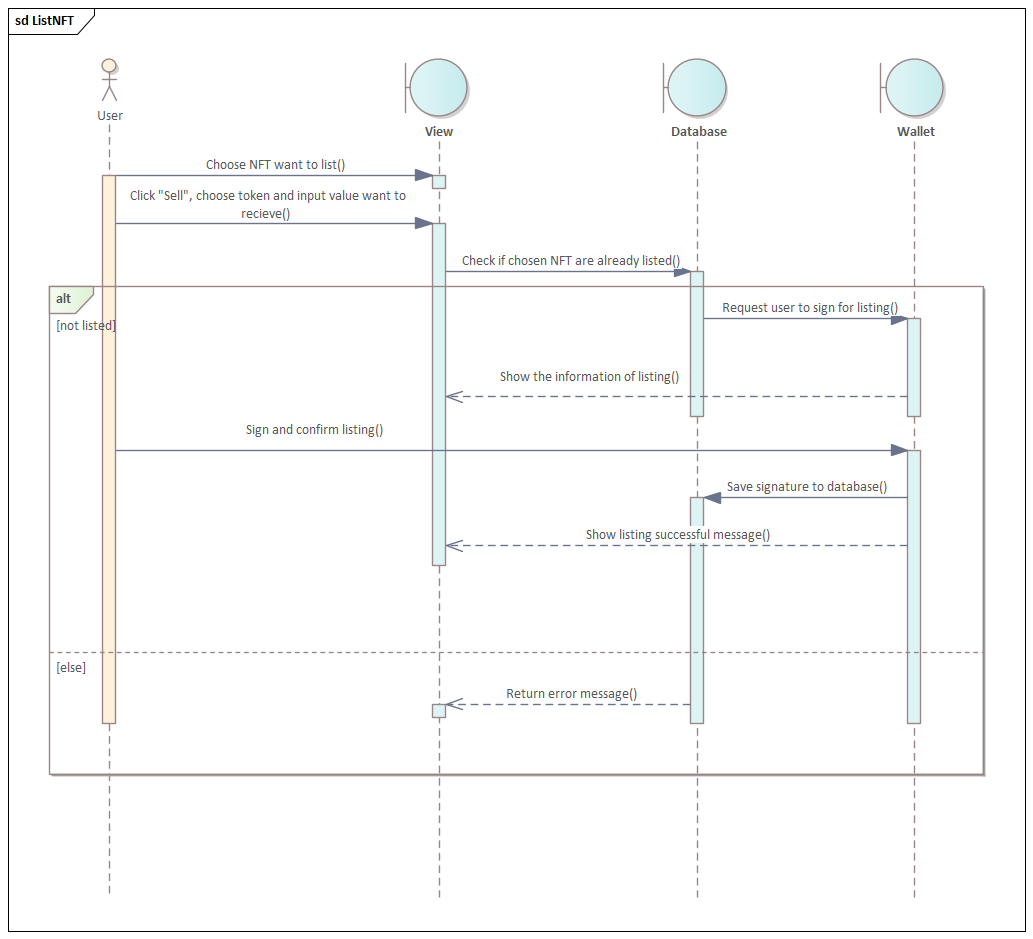 sd ListNFT
User
View
Database
Wallet
Choose NFT want to list()
Click "Sell", choose token and input value want to
recieve()
Check if chosen NFT are already listed()
alt
Request user to sign for listing()
[not listed]
Show the information of listing()
Sign and confirm listing()
Save signature to database()
Show listing successful message()
[else]
Return error message()